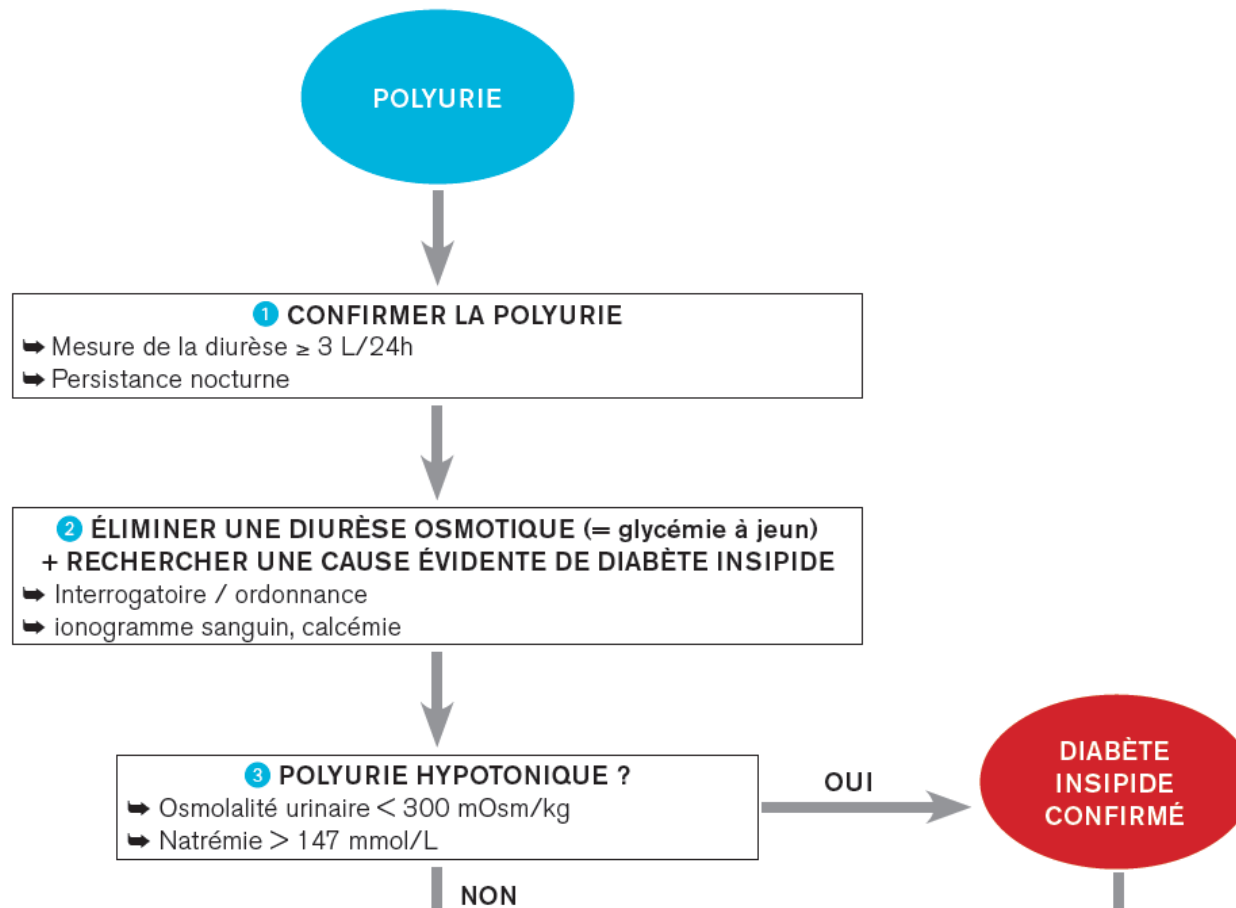 POLYURIE
1 CONFIRMER LA POLYURIE
➥ Mesure de la diurèse ≥ 3 L/24h
➥ Persistance nocturne
2 ÉLIMINER UNE DIURÈSE OSMOTIQUE (= glycémie à jeun)
+ RECHERCHER UNE CAUSE ÉVIDENTE DE DIABÈTE INSIPIDE
➥ Interrogatoire / ordonnance
➥ ionogramme sanguin, calcémie
3 POLYURIE HYPOTONIQUE ?
➥ Osmolalité urinaire < 300 mOsm/kg
➥ Natrémie > 147 mmol/L
OUI
DIABÈTE
INSIPIDE
CONFIRMÉ
NON